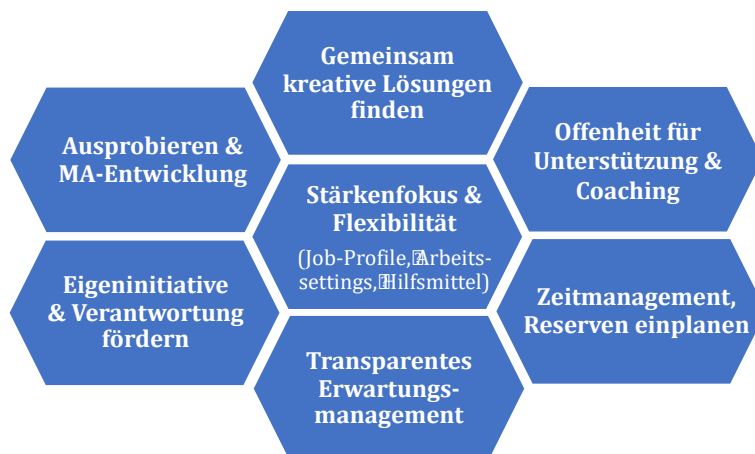 Gemeinsam
kreative Lösungen
finden
Ausprobieren &
MA-Entwicklung
Offenheit für
Unterstützung &
Coaching
Stärkenfokus &
Flexibilität
(Job-Profile, Arbeits-
settings, Hilfsmittel)
Eigeninitiative
& Verantwortung
fördern
Zeitmanagement,
Reserven einplanen
Transparentes
Erwartungs-
management